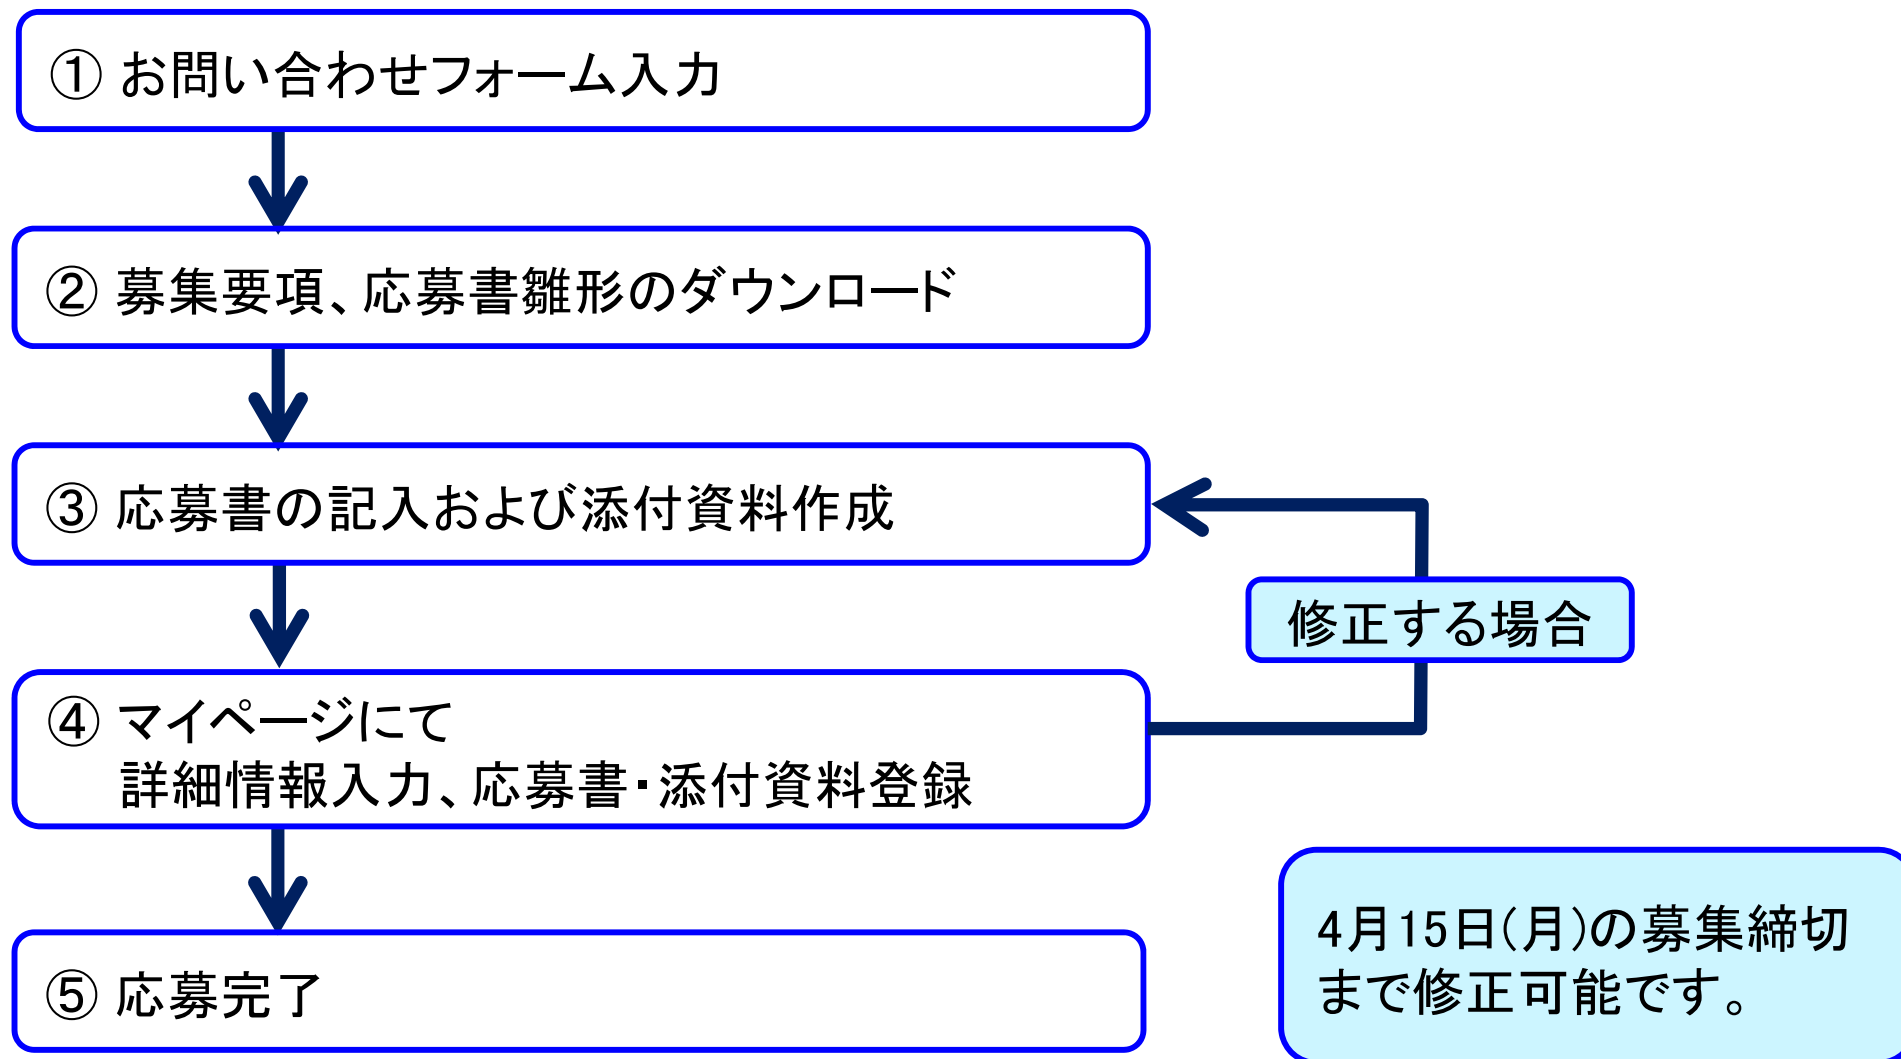 ① お問い合わせフォーム入力
② 募集要項、応募書雛形のダウンロード
③ 応募書の記入および添付資料作成
修正する場合
④ マイページにて
詳細情報入力、応募書・添付資料登録
4月15日(月)の募集締切
まで修正可能です。
⑤ 応募完了